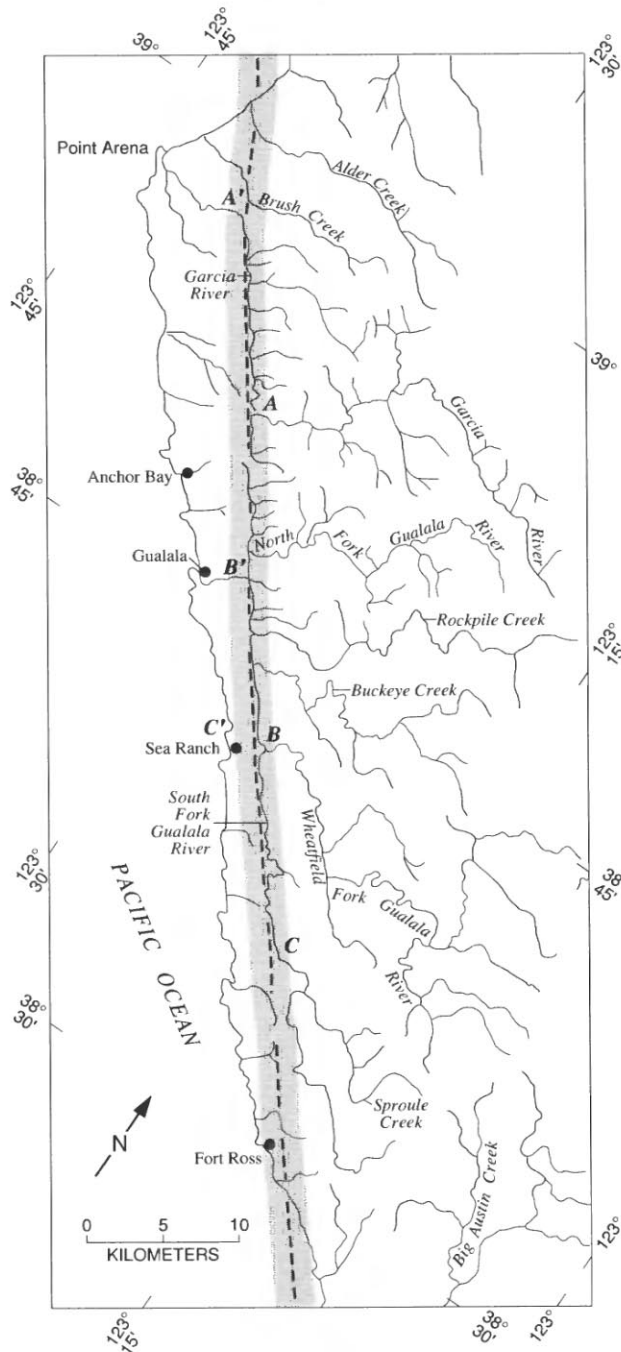 39°
123°
45'
123°
30'
Point Arena
Alder Creek
A'
Brush Creek
Garcia
River
123°
45'
39°
A
Garcia
River
Anchor Bay
38°
45'
North Fork Gualala River
Gualala
B'
Rockpile Creek
123°
15'
Buckeye Creek
C'
B
Sea Ranch
South
Fork
Gualala
River
Wheatfield
Fork Gualala
River
123°
30'
38°
45'
PACIFIC OCEAN
C
38°
30'
Sproule
Creek
N
Fort Ross
Big Austin Creek
0 5 10
KILOMETERS
123°
123°
15'
38°
30'
123°